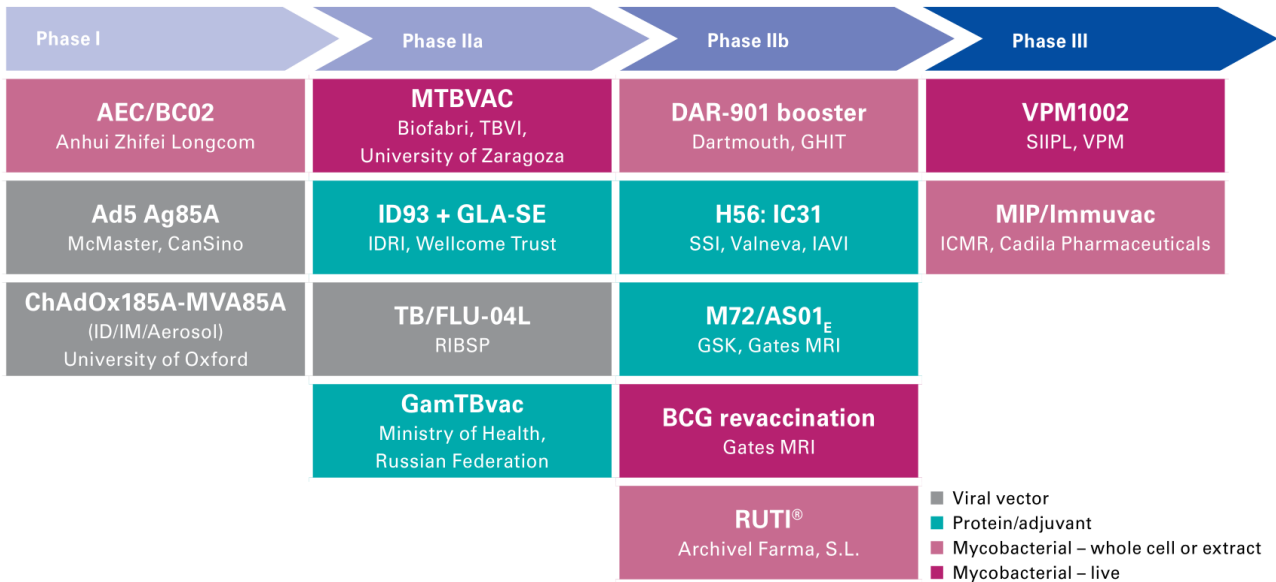 Phase I
Phase IIa
Phase IIb
Phase III
AEC/BC02
Anhui Zhifei Longcom
MTBVAC
Biofabri, TBVI,
University of Zaragoza
DAR-901 booster
Dartmouth, GHIT
VPM1002
SIIPL, VPM
Ad5 Ag85A
McMaster, CanSino
ID93 + GLA-SE
IDRI, Wellcome Trust
H56: IC31
SSI, Valneva, IAVI
MIP/Immuvac
ICMR, Cadila Pharmaceuticals
ChAdOx185A-MVA85A
(ID/IM/Aerosol)
University of Oxford
TB/FLU-04L
RIBSP
M72/AS01E
GSK, Gates MRI
GamTBvac
Ministry of Health,
Russian Federation
BCG revaccination
Gates MRI
RUTI®
Archivel Farma, S.L.
Viral vector
Protein/adjuvant
Mycobacterial – whole cell or extract
Mycobacterial – live